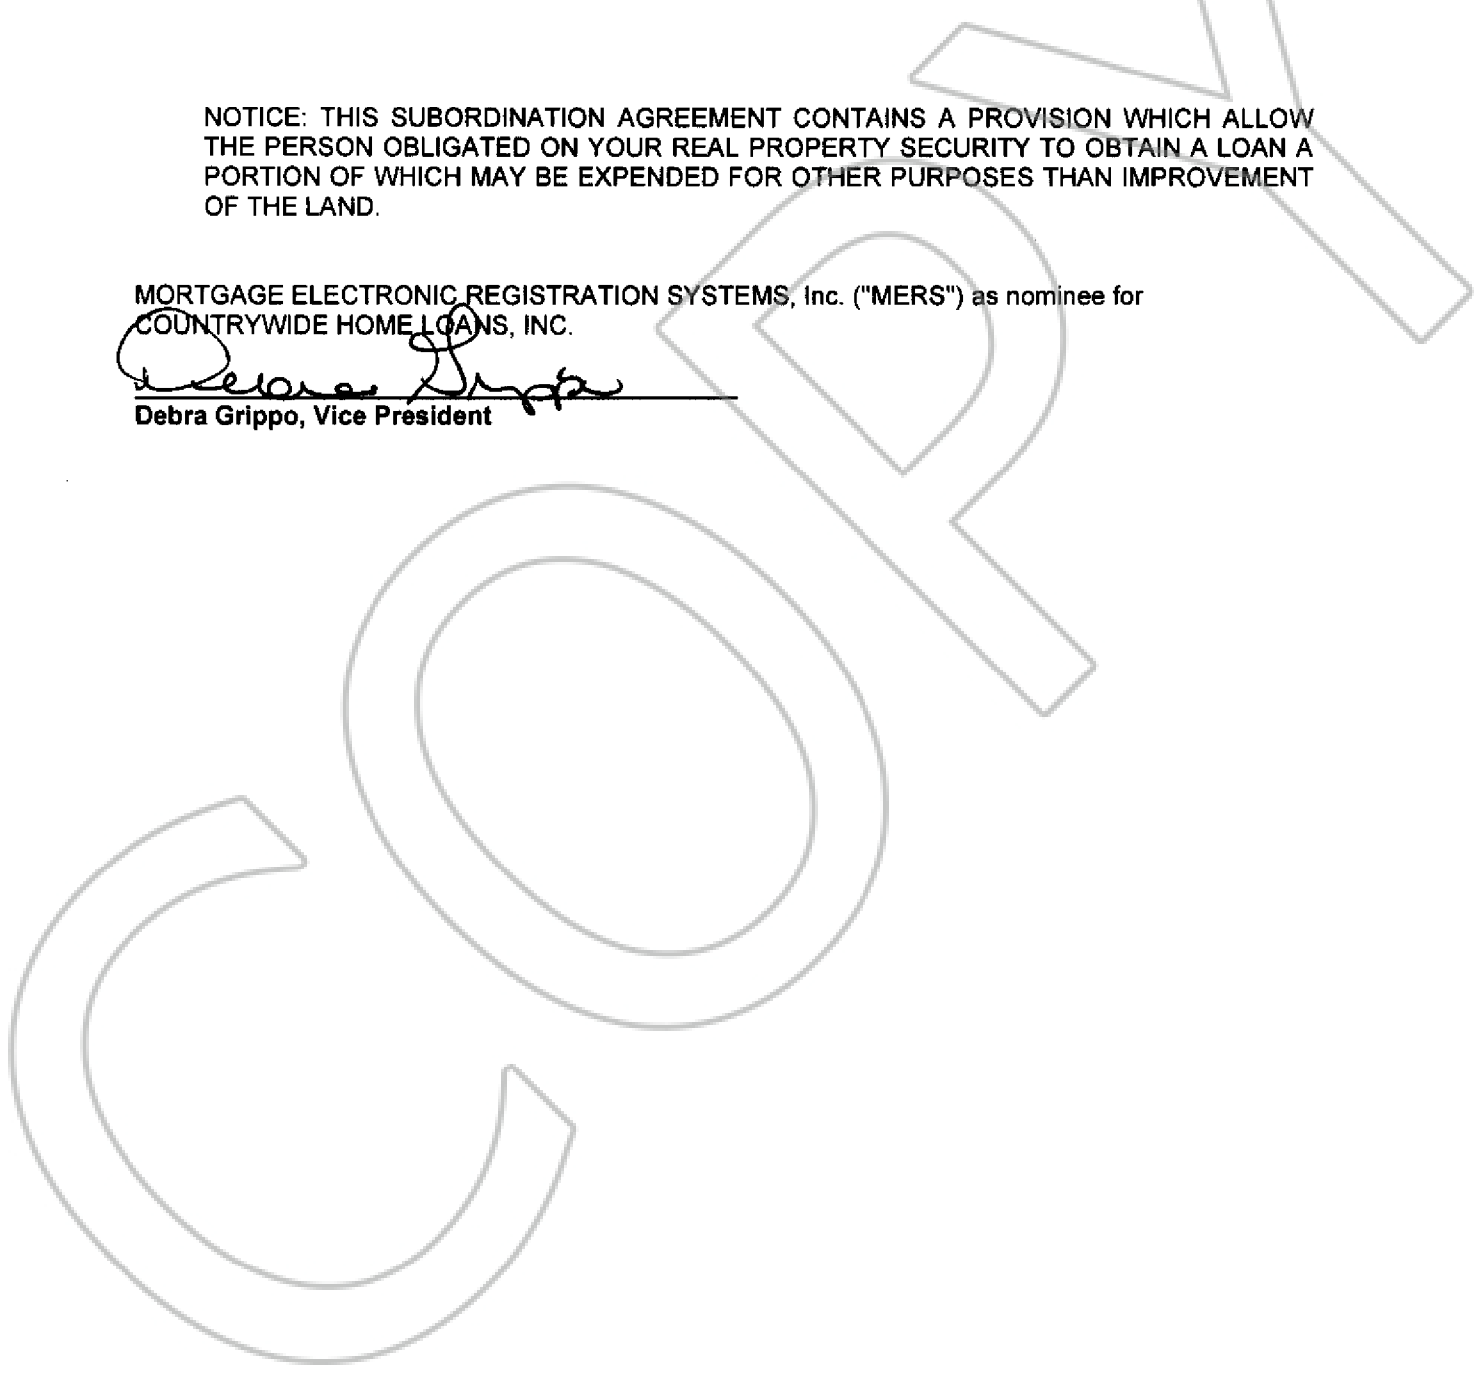 NOTICE: THIS SUBORDINATION AGREEMENT CONTAINS A PROVISION WHICH ALLOW
THE PERSON OBLIGATED ON YOUR REAL PROPERTY SECURITY TO OBTAIN A LOAN A
PORTION OF WHICH MAY BE EXPENDED FOR OTHER PURPOSES THAN IMPROVEMENT
OF THE LAND.
MORTGAGE ELECTRONIC REGISTRATION SYSTEMS, Inc. ("MERS") as nominee for
COUNTRYWIDE HOME LOANS, INC.
Debra Grippo
Debra Grippo, Vice President
COPY